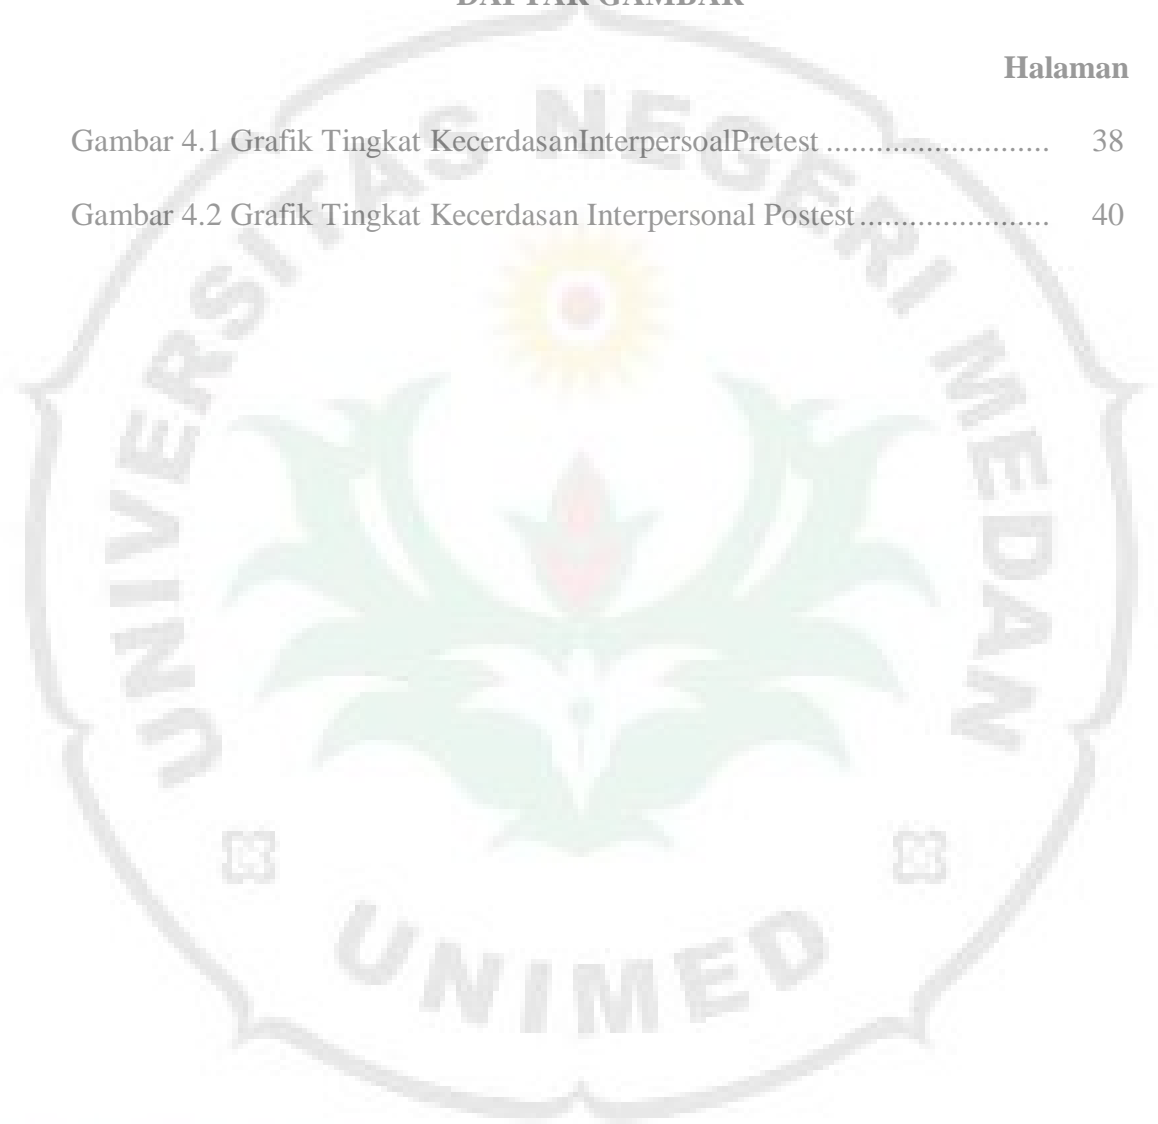 DAFTAR GAMBAR
Halaman
Gambar 4.1 Grafik Tingkat KecerdasanInterpersoalPretest ........................... 38
Gambar 4.2 Grafik Tingkat Kecerdasan Interpersonal Postest ....................... 40
UNIVERSITAS NEGERI MEDAN
UNIMED